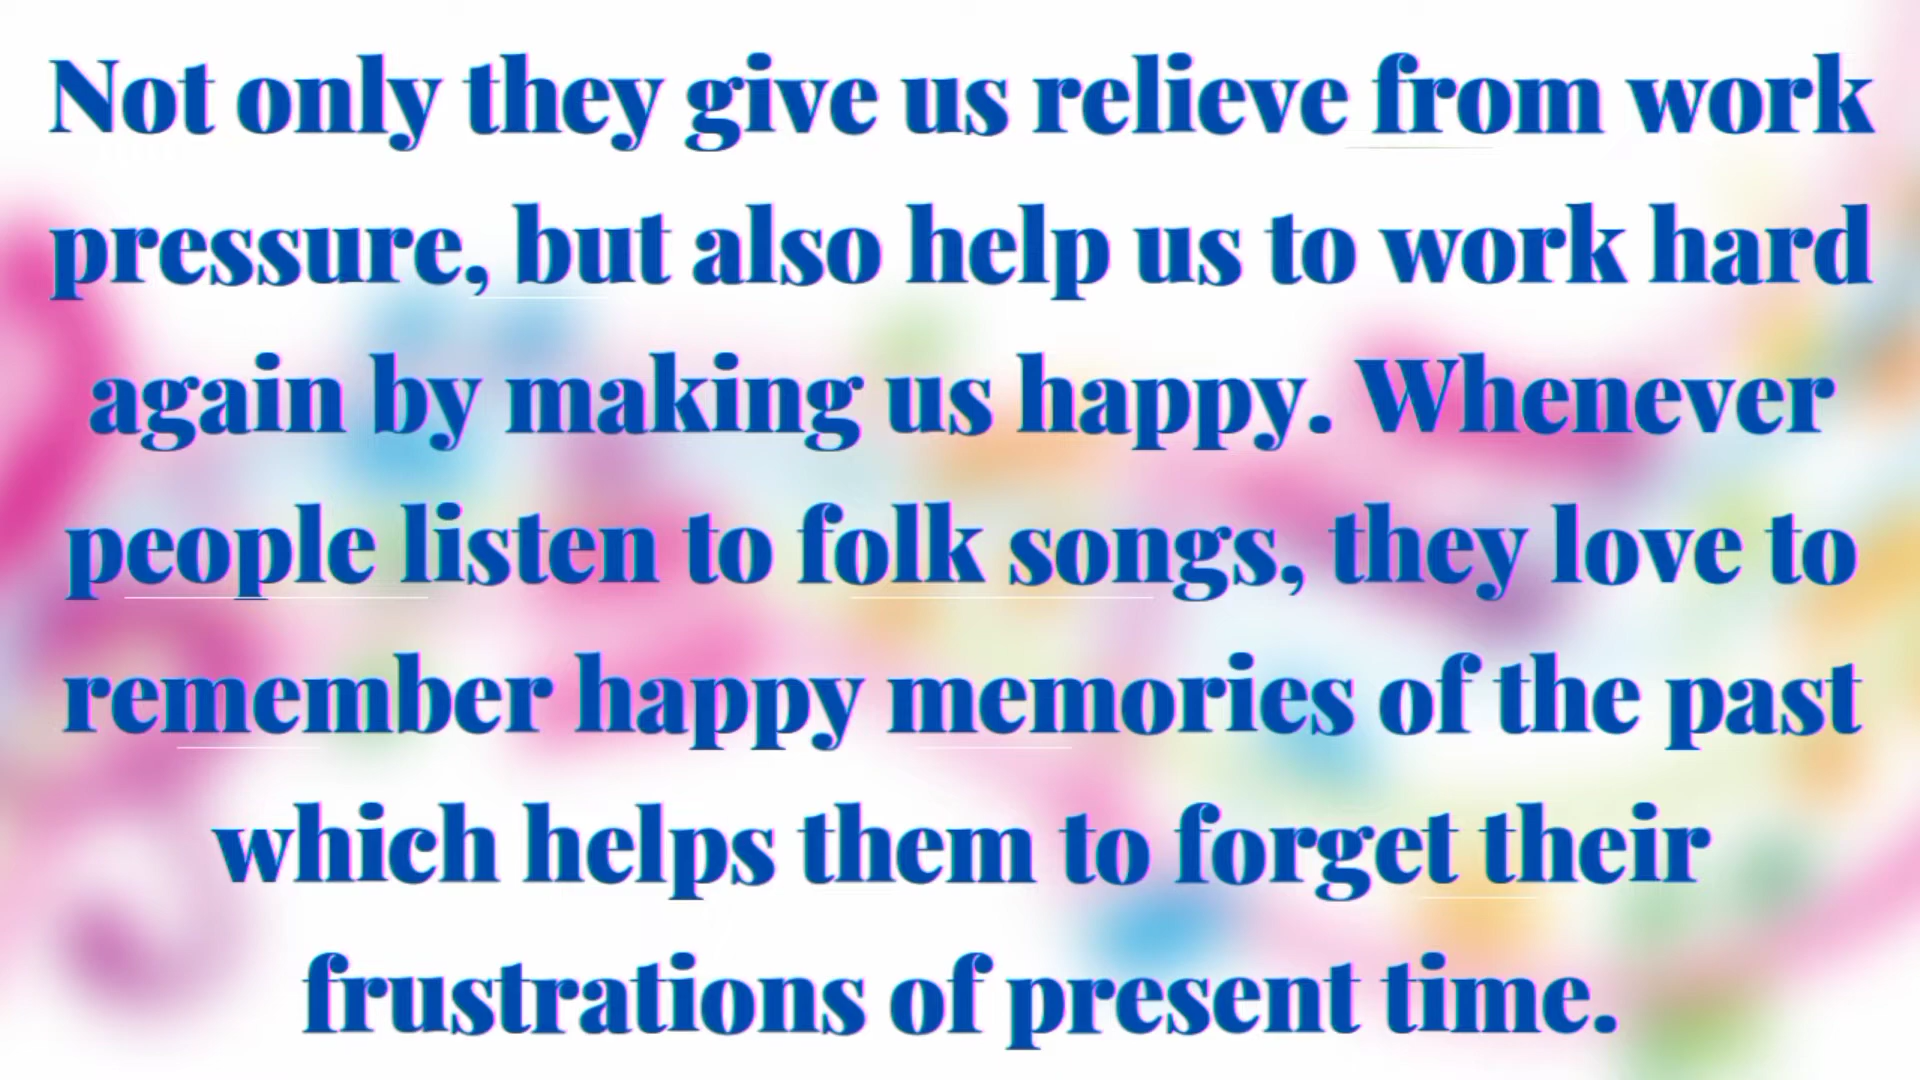 Not only they give us relieve from work
pressure, but also help us to work hard
again by making us happy. Whenever
people listen to folk songs, they love to
remember happy memories of the past
which helps them to forget their
frustrations of present time.